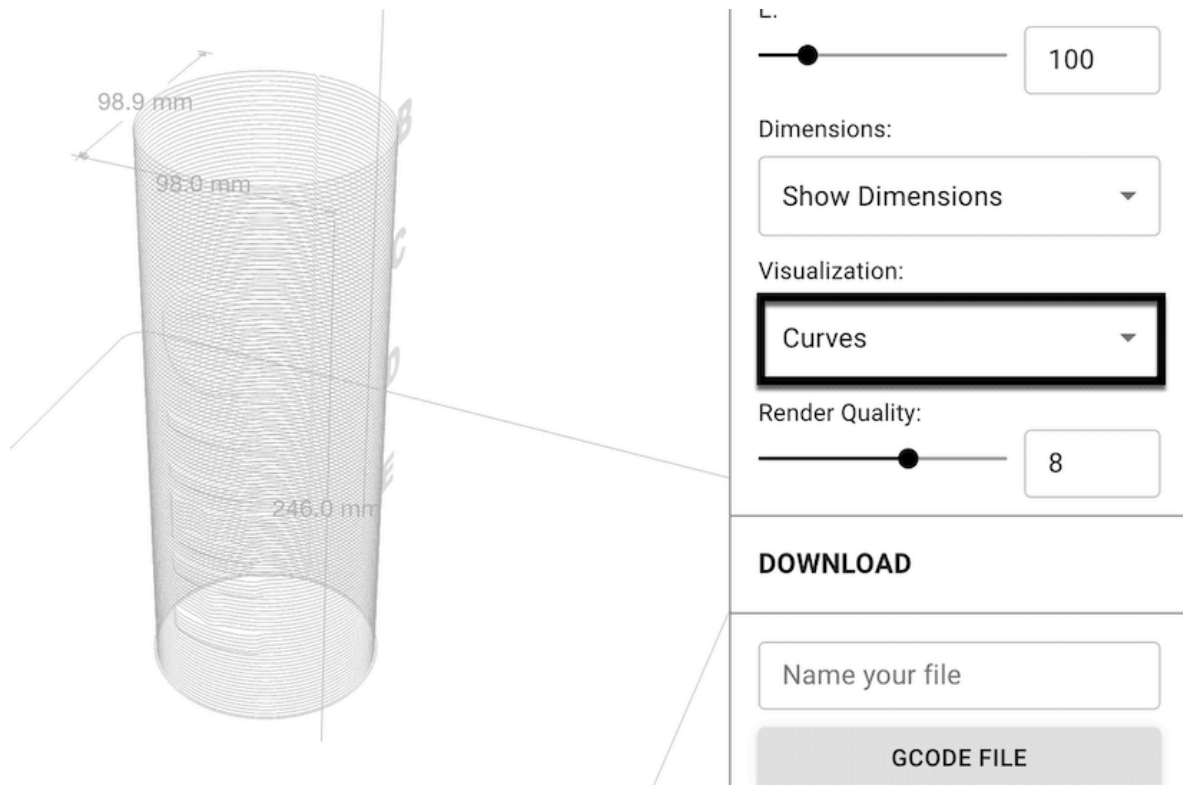 98.9 mm
98.0 mm
246.0 mm
B
C
D
E
E:
100
Dimensions:
Show Dimensions
Visualization:
Curves
Render Quality:
8
DOWNLOAD
Name your file
GCODE FILE